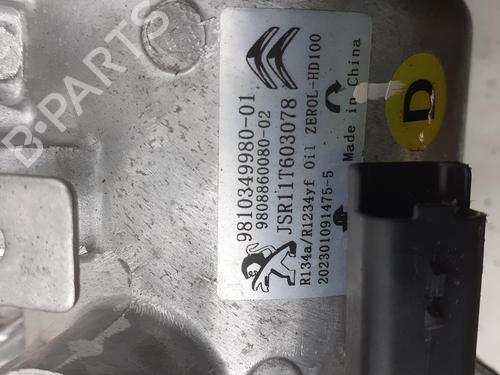 9810349980-01
9808860080-02
JSR11T603078
R134a/R1234yf Oil ZEROL-HD100
202301091475-5
Made in China
D
B-PARTS